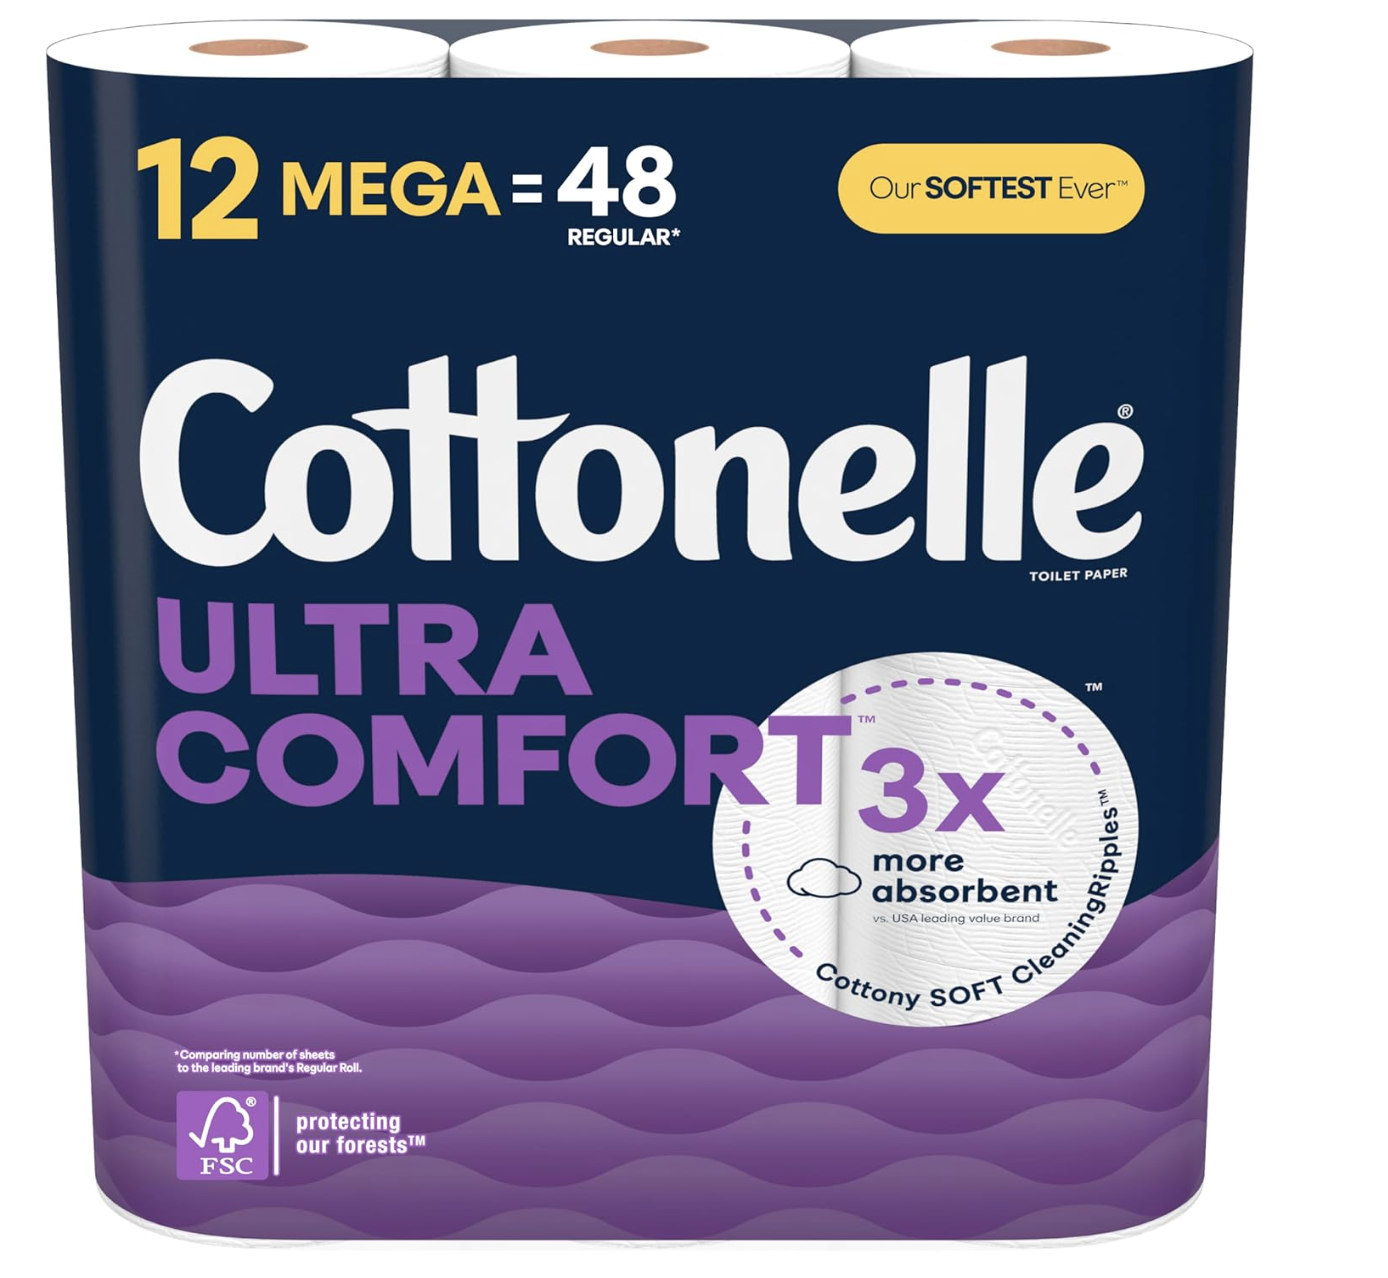 12 MEGA = 48
REGULAR*
Our SOFTEST Ever™
Cottonelle®
TOILET PAPER
ULTRA
COMFORT™
™
3x
more
absorbent
vs. USA leading value brand
Cottony SOFT CleaningRipples™
Cottonelle
*Comparing number of sheets
to the leading brand's Regular Roll.
®
FSC
protecting
our forests™